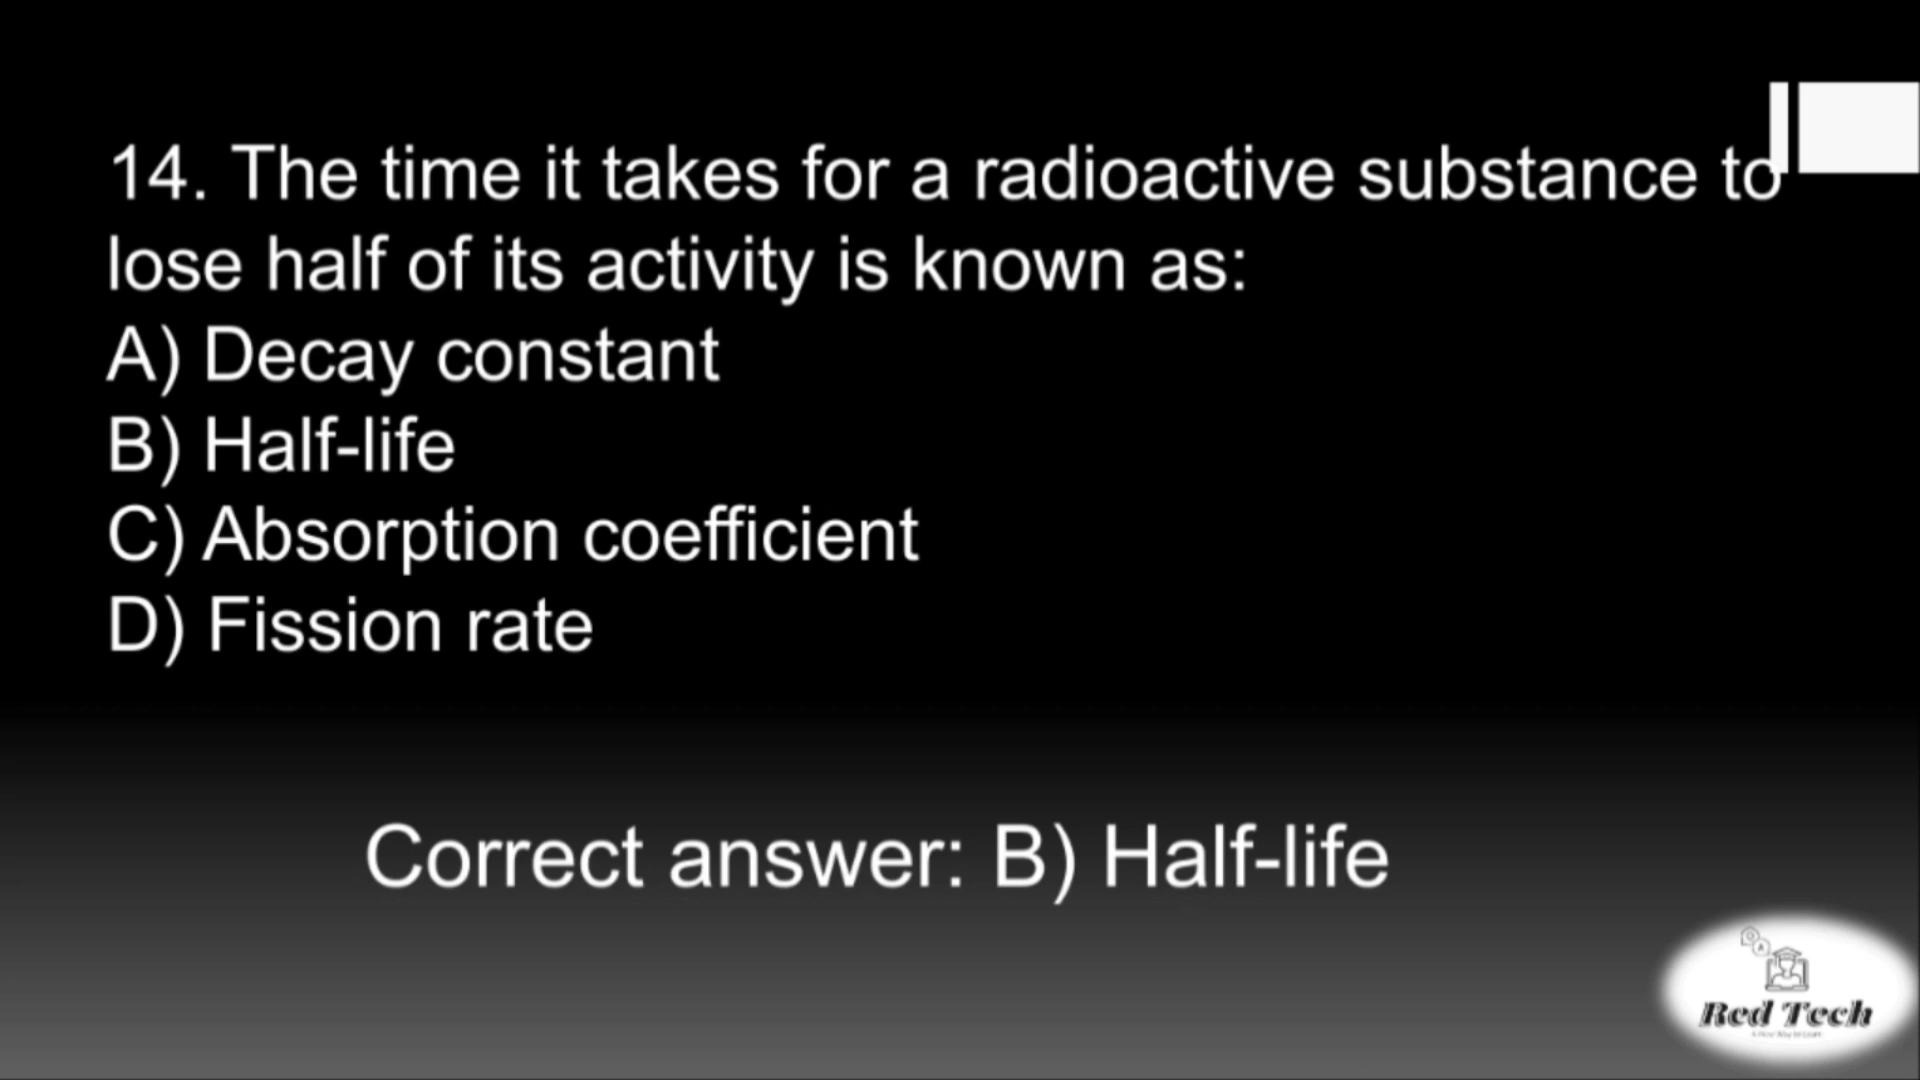 14. The time it takes for a radioactive substance to
lose half of its activity is known as:
A) Decay constant
B) Half-life
C) Absorption coefficient
D) Fission rate
Correct answer: B) Half-life
Q
A
Red Tech